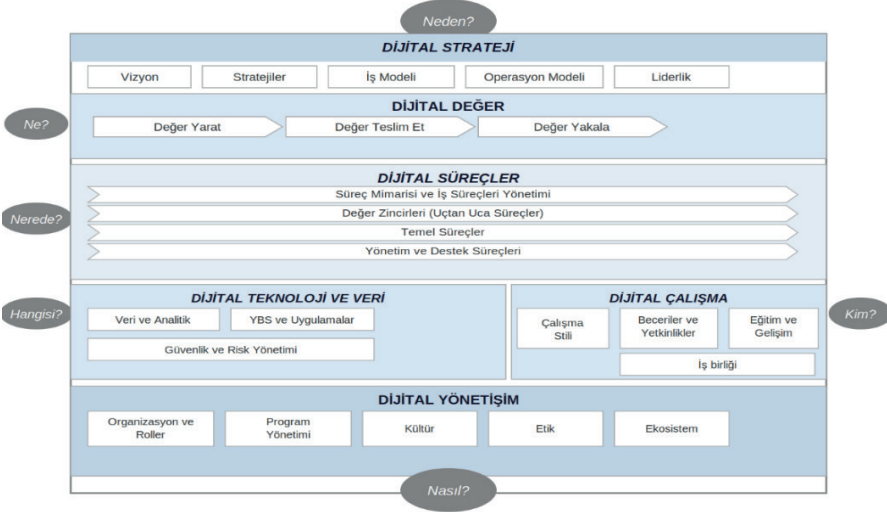 Neden?
DİJİTAL STRATEJİ
Vizyon
Stratejiler
İş Modeli
Operasyon Modeli
Liderlik
Ne?
DİJİTAL DEĞER
Değer Yarat
Değer Teslim Et
Değer Yakala
Nerede?
DİJİTAL SÜREÇLER
Süreç Mimarisi ve İş Süreçleri Yönetimi
Değer Zincirleri (Uçtan Uca Süreçler)
Temel Süreçler
Yönetim ve Destek Süreçleri
Hangisi?
DİJİTAL TEKNOLOJİ VE VERİ
Veri ve Analitik
YBS ve Uygulamalar
Güvenlik ve Risk Yönetimi
DİJİTAL ÇALIŞMA
Çalışma
Stili
Beceriler ve
Yetkinlikler
Eğitim ve
Gelişim
İş birliği
Kim?
DİJİTAL YÖNETİŞİM
Organizasyon ve
Roller
Program
Yönetimi
Kültür
Etik
Ekosistem
Nasıl?